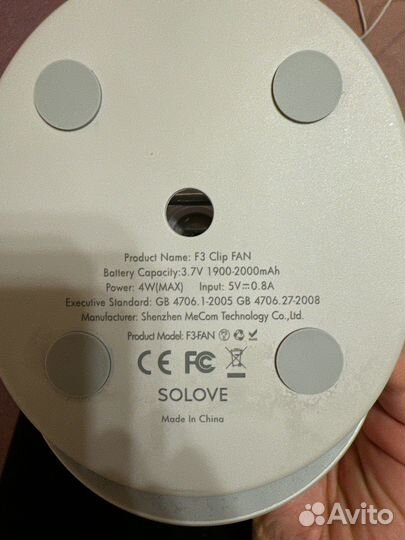 Product Name: F3 Clip FAN
Battery Capacity:3.7V 1900-2000mAh
Power: 4W(MAX) Input: 5V⎓0.8A
Executive Standard: GB 4706.1-2005 GB 4706.27-2008
Manufacturer: Shenzhen MeCom Technology Co.,Ltd.
Product Model: F3-FAN
CE FC
SOLOVE
Made In China
Avito